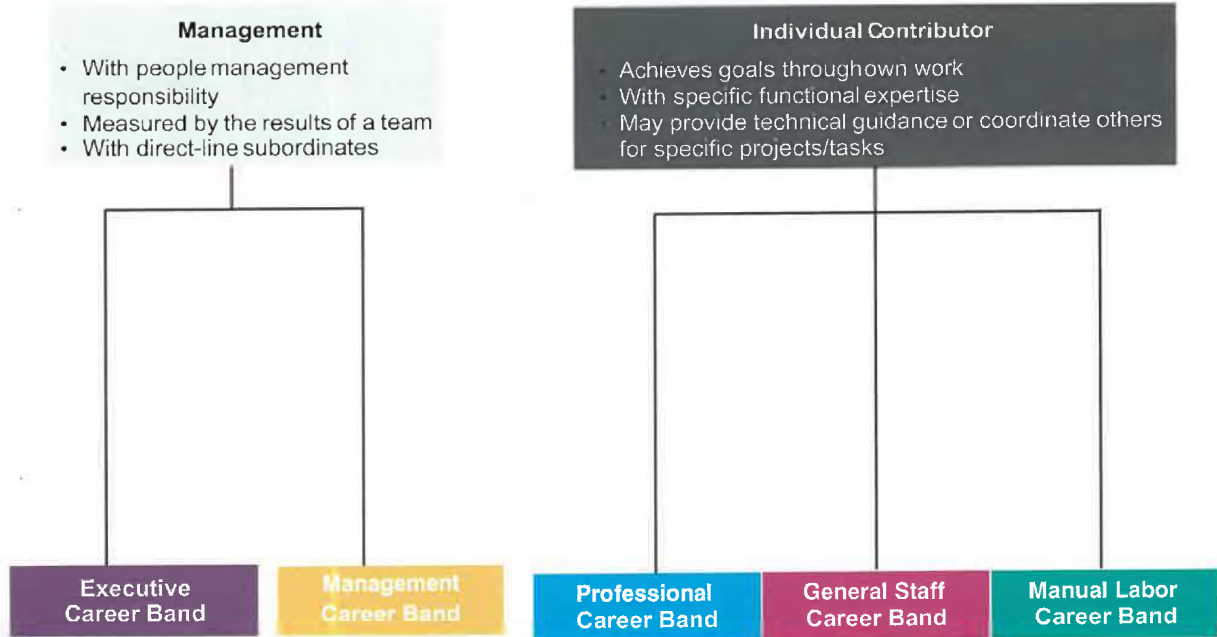 Management
• With people management
responsibility
• Measured by the results of a team
• With direct-line subordinates
Individual Contributor
• Achieves goals throughown work
• With specific functional expertise
• May provide technical guidance or coordinate others
for specific projects/tasks
Executive
Career Band
Management
Career Band
Professional
Career Band
General Staff
Career Band
Manual Labor
Career Band